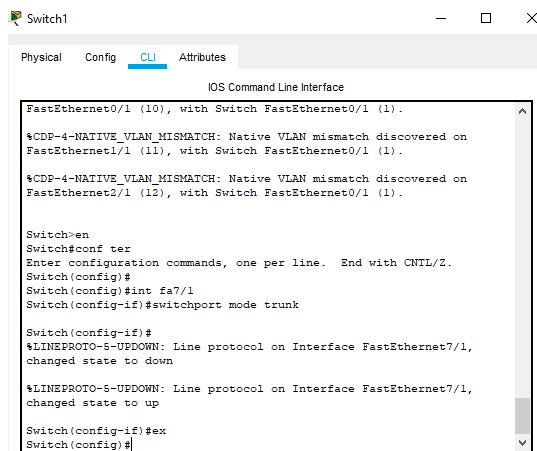 Switch1
Physical Config CLI Attributes
IOS Command Line Interface
FastEthernet0/1 (10), with Switch FastEthernet0/1 (1).
%CDP-4-NATIVE_VLAN_MISMATCH: Native VLAN mismatch discovered on
FastEthernet1/1 (11), with Switch FastEthernet0/1 (1).
%CDP-4-NATIVE_VLAN_MISMATCH: Native VLAN mismatch discovered on
FastEthernet2/1 (12), with Switch FastEthernet0/1 (1).
Switch>en
Switch#conf ter
Enter configuration commands, one per line.  End with CNTL/Z.
Switch(config)#
Switch(config)#int fa7/1
Switch(config-if)#switchport mode trunk
Switch(config-if)#
%LINEPROTO-5-UPDOWN: Line protocol on Interface FastEthernet7/1,
changed state to down
%LINEPROTO-5-UPDOWN: Line protocol on Interface FastEthernet7/1,
changed state to up
Switch(config-if)#ex
Switch(config)#